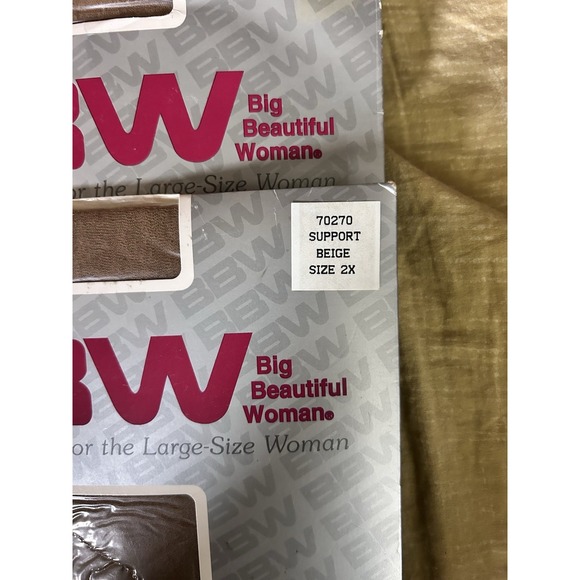 BW
Big
Beautiful
Woman®
or the Large-Size Woman
70270
SUPPORT
BEIGE
SIZE 2X
BW
Big
Beautiful
Woman®
or the Large-Size Woman